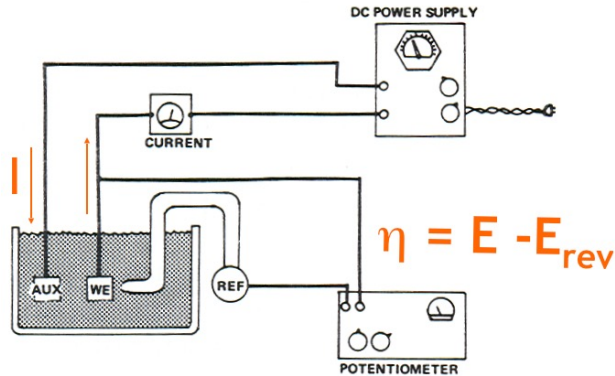 DC POWER SUPPLY
CURRENT
I
η = E -Erev
AUX
WE
REF
POTENTIOMETER